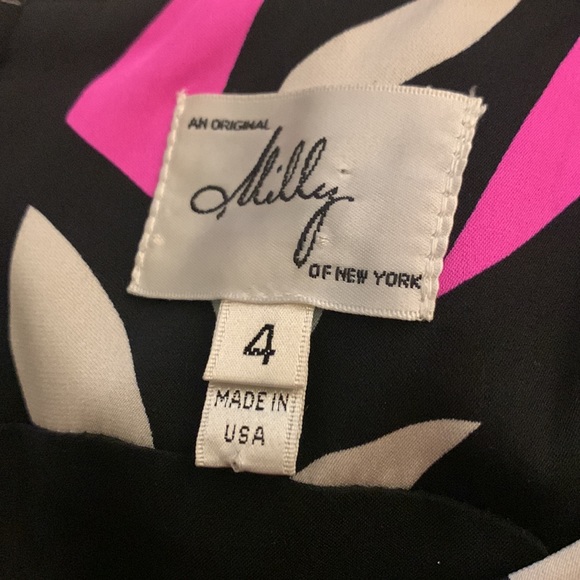 AN ORIGINAL
Milly
OF NEW YORK
4
MADE IN
USA